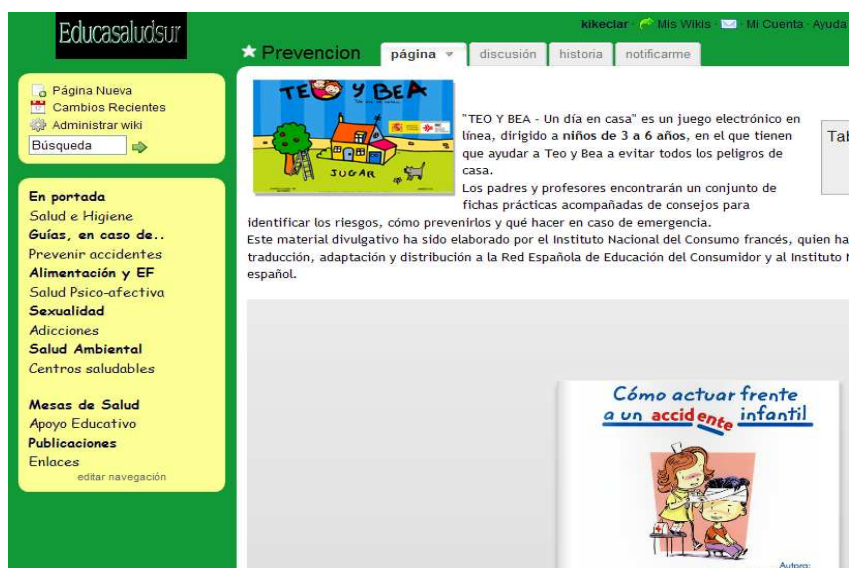 Educasaludsur
kikeclar · Mis Wikis · Mi Cuenta · Ayuda
Prevencion
página
discusión
historia
notificarme
Página Nueva
Cambios Recientes
Administrar wiki
Búsqueda
En portada
Salud e Higiene
Guías, en caso de..
Prevenir accidentes
Alimentación y EF
Salud Psico-afectiva
Sexualidad
Adicciones
Salud Ambiental
Centros saludables
Mesas de Salud
Apoyo Educativo
Publicaciones
Enlaces
editar navegación
TEO Y BEA
JUGAR
"TEO Y BEA - Un día en casa" es un juego electrónico en
línea, dirigido a niños de 3 a 6 años, en el que tienen
que ayudar a Teo y Bea a evitar todos los peligros de
casa.
Los padres y profesores encontrarán un conjunto de
fichas prácticas acompañadas de consejos para
identificar los riesgos, cómo prevenirlos y qué hacer en caso de emergencia.
Este material divulgativo ha sido elaborado por el Instituto Nacional del Consumo francés, quien ha
traducción, adaptación y distribución a la Red Española de Educación del Consumidor y al Instituto
español.
Tab
Cómo actuar frente
a un accidente infantil
Autora: